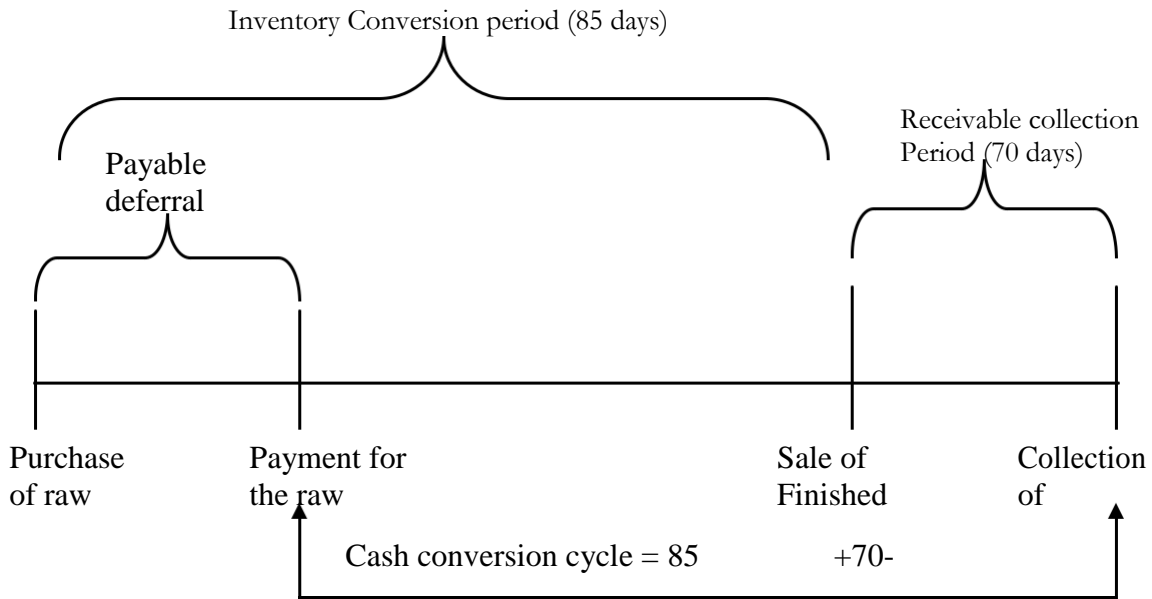 Inventory Conversion period (85 days)
Receivable collection
Period (70 days)
Payable
deferral
Purchase
of raw
Payment for
the raw
Sale of
Finished
Collection
of
Cash conversion cycle = 85 +70-